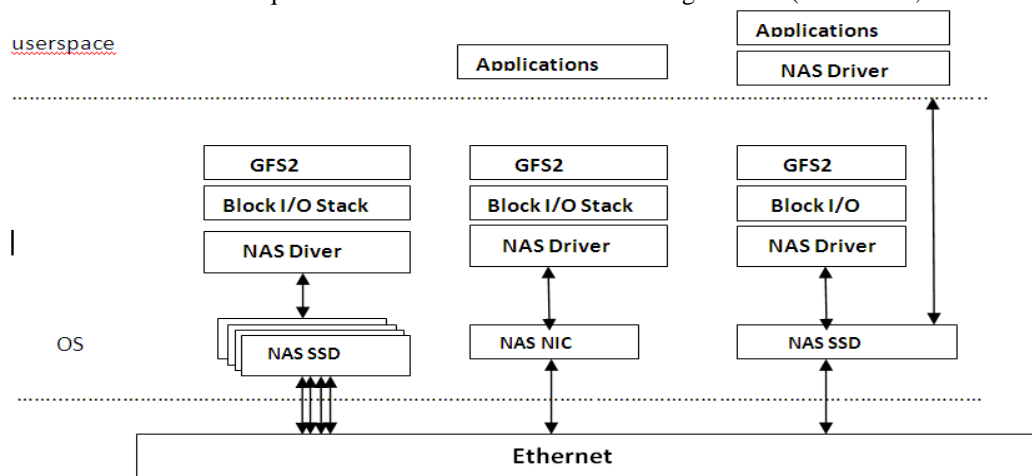 userspace
Applications
Applications
NAS Driver
GFS2
GFS2
GFS2
Block I/O Stack
Block I/O Stack
Block I/O
NAS Diver
NAS Driver
NAS Driver
OS
NAS SSD
NAS NIC
NAS SSD
Ethernet